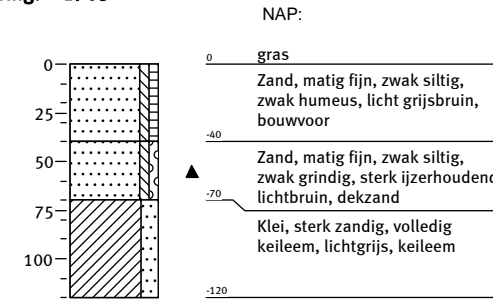 NAP:
0 gras
0
Zand, matig fijn, zwak siltig,
zwak humeus, licht grijsbruin,
bouwvoor
25
-40
50
Zand, matig fijn, zwak siltig,
zwak grindig, sterk ijzerhoudend
-70 lichtbruin, dekzand
75
Klei, sterk zandig, volledig
keileem, lichtgrijs, keileem
100
-120